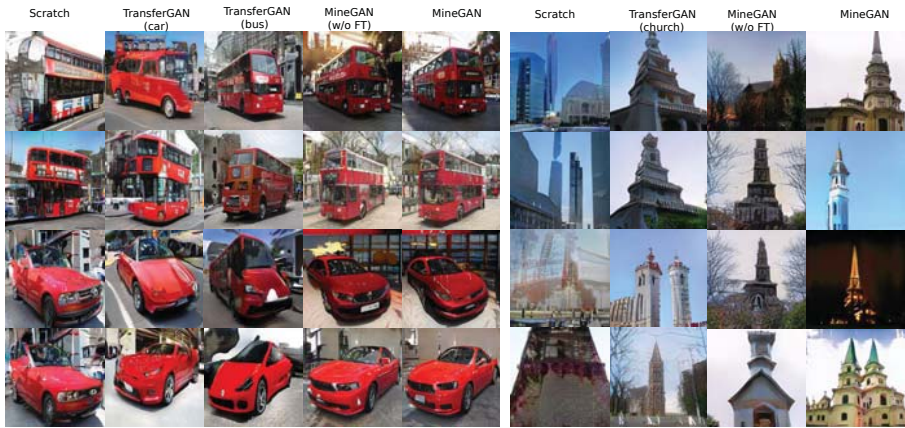 Scratch TransferGAN (car) TransferGAN (bus) MineGAN (w/o FT) MineGAN Scratch TransferGAN (church) MineGAN (w/o FT) MineGAN